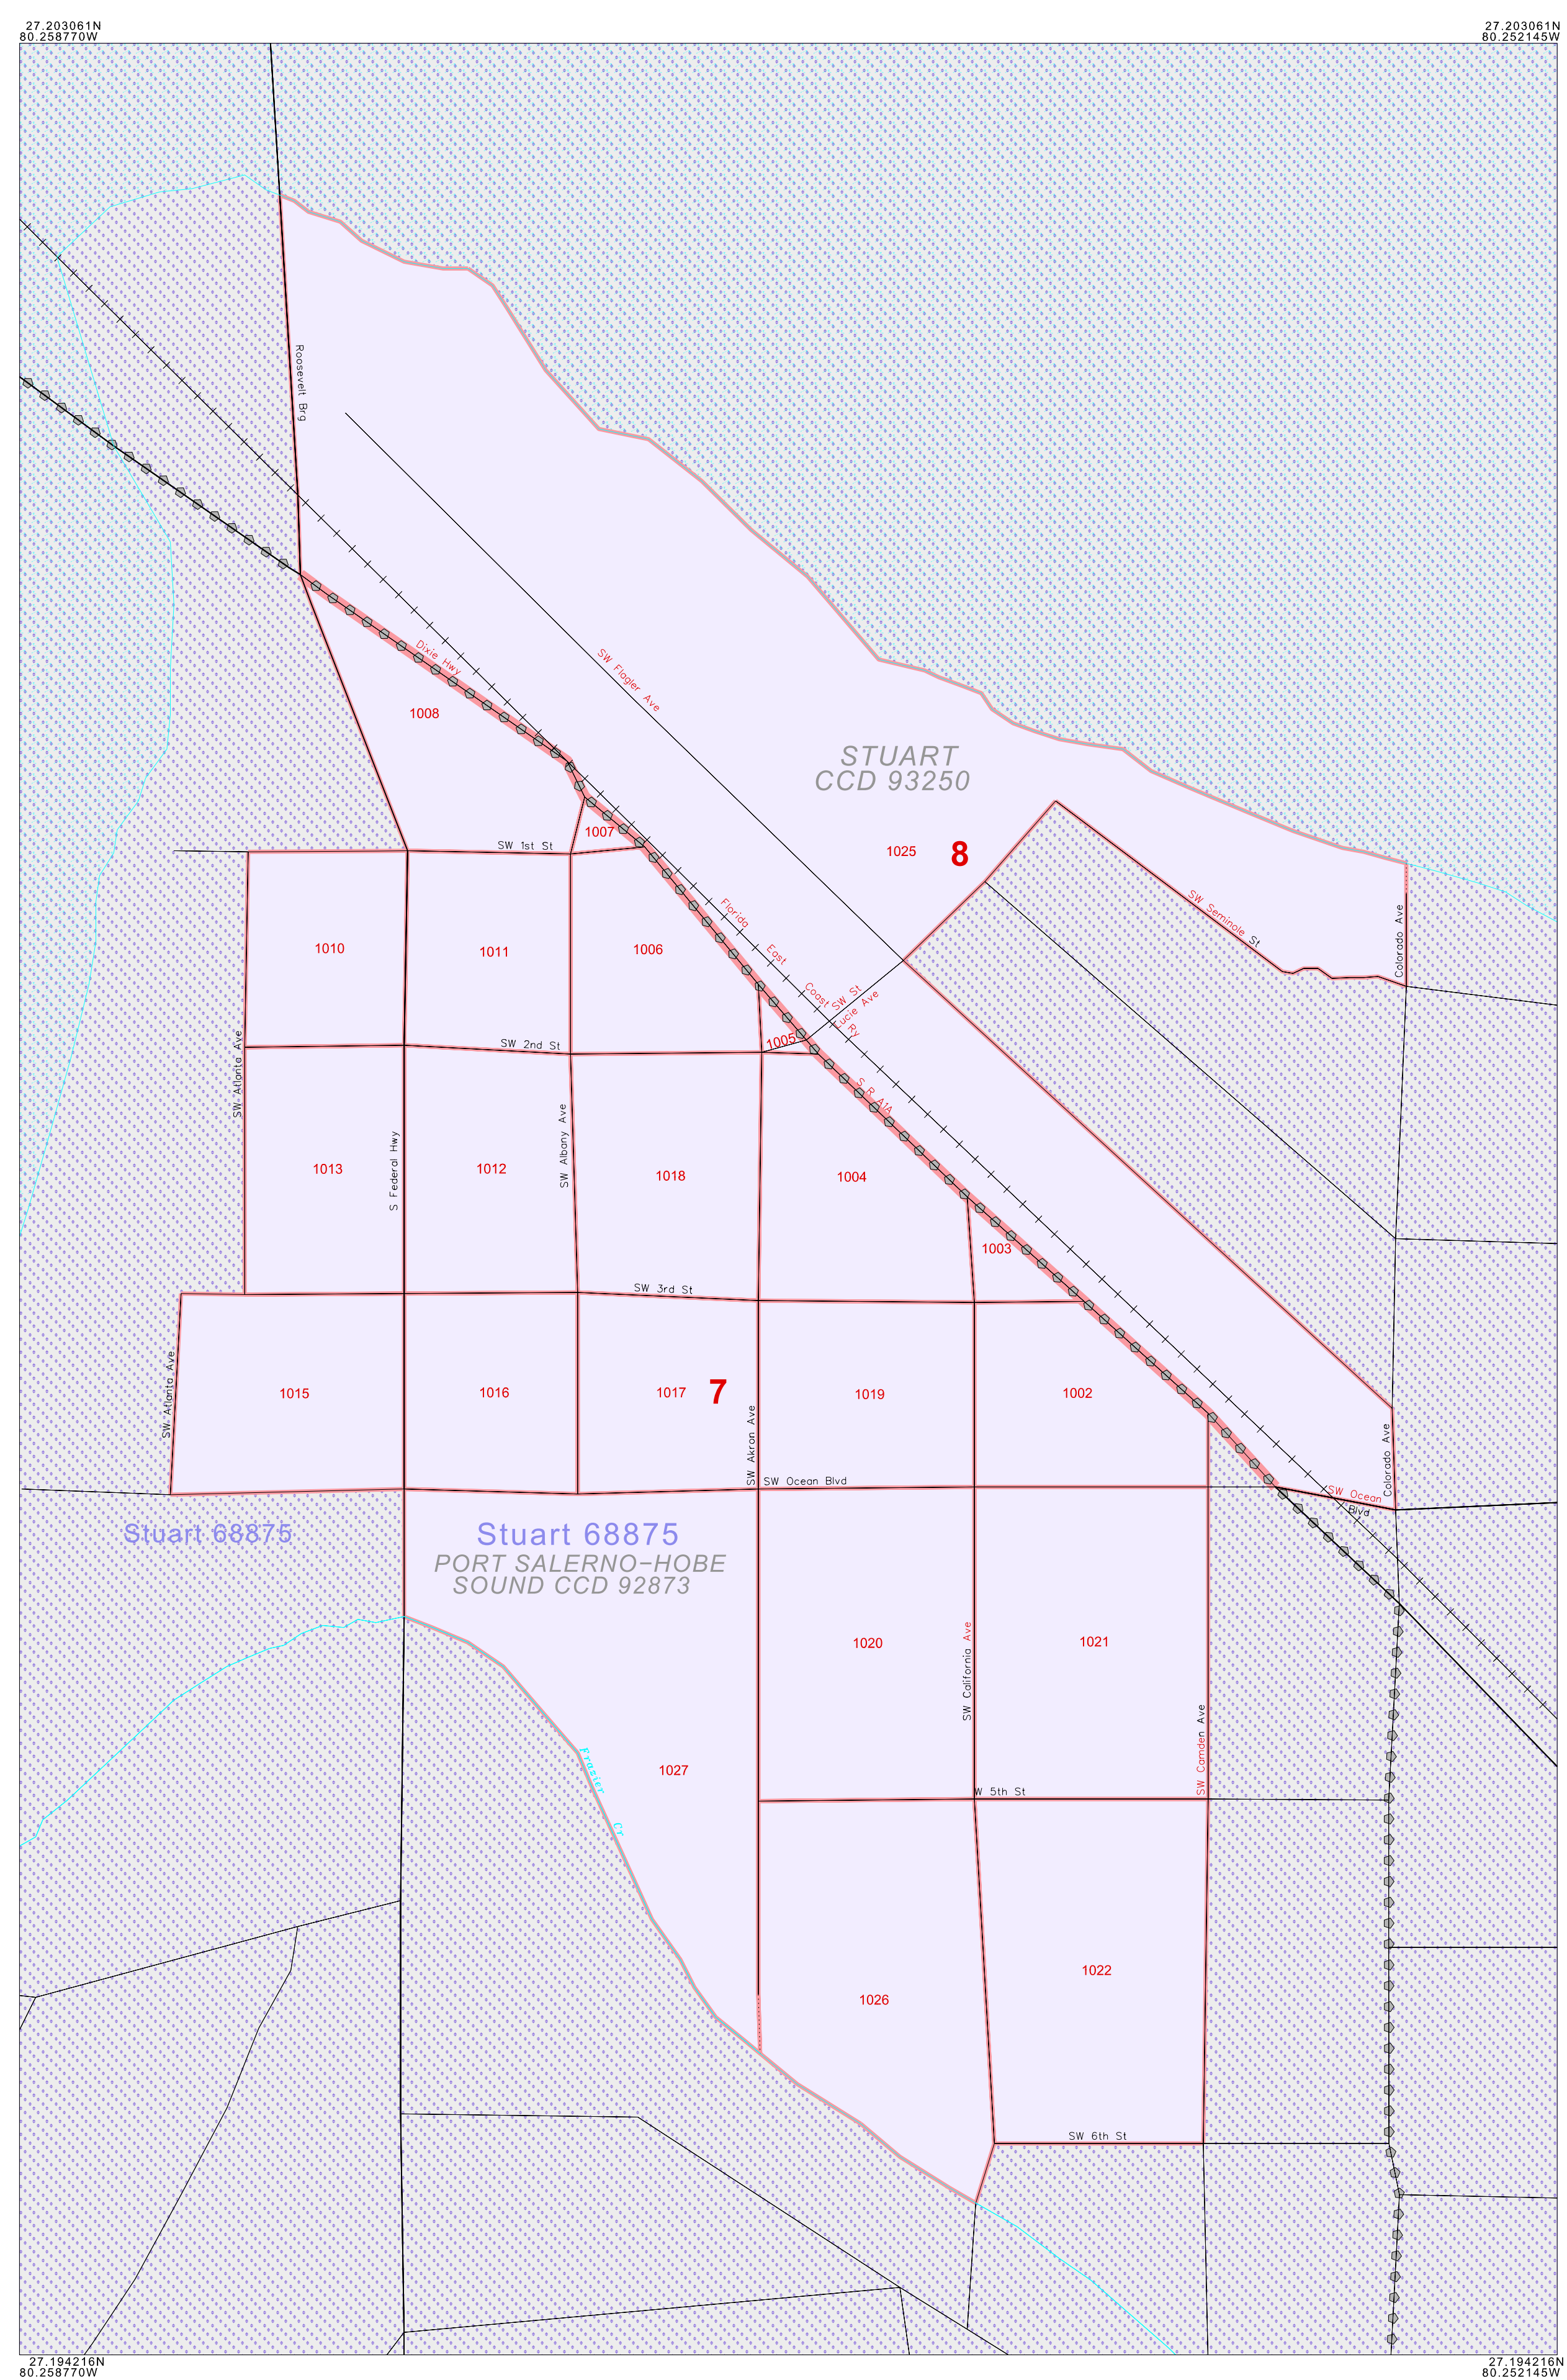 27.203061N
80.258770W
27.203061N
80.252145W
Roosevelt Brg
Dixie Hwy
SW Flagler Ave
1008
STUART
CCD 93250
1007
SW 1st St
1025
8
SW Seminole St
Colorado Ave
1010
1011
1006
Florida East Coast Ry
SW St
Lucie Ave
1005
SW 2nd St
SW Atlanta Ave
S Federal Hwy
SW Albany Ave
S R A1A
1013
1012
1018
1004
1003
SW 3rd St
SW Atlanta Ave
1015
1016
1017
7
1019
1002
SW Akron Ave
Colorado Ave
SW Ocean Blvd
SW Ocean
Blvd
Stuart 68875
Stuart 68875
PORT SALERNO-HOBE
SOUND CCD 92873
1020
1021
SW California Ave
SW Camden Ave
Frazier Cr
1027
W 5th St
1026
1022
SW 6th St
27.194216N
80.258770W
27.194216N
80.252145W